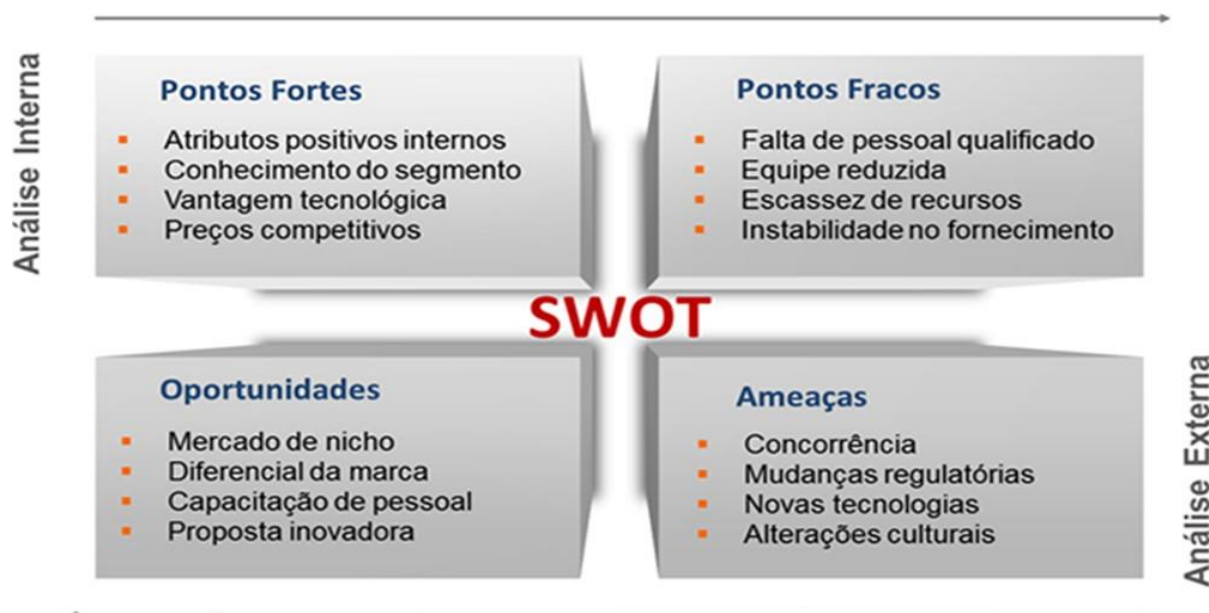 Análise Interna
Pontos Fortes
▪ Atributos positivos internos
▪ Conhecimento do segmento
▪ Vantagem tecnológica
▪ Preços competitivos
Pontos Fracos
▪ Falta de pessoal qualificado
▪ Equipe reduzida
▪ Escassez de recursos
▪ Instabilidade no fornecimento
SWOT
Oportunidades
▪ Mercado de nicho
▪ Diferencial da marca
▪ Capacitação de pessoal
▪ Proposta inovadora
Ameaças
▪ Concorrência
▪ Mudanças regulatórias
▪ Novas tecnologias
▪ Alterações culturais
Análise Externa